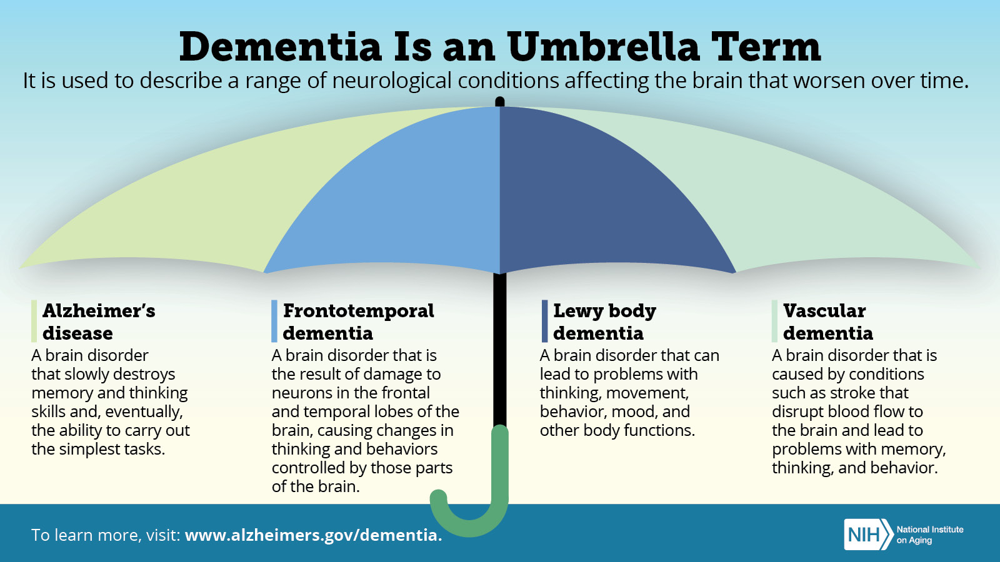 Dementia Is an Umbrella Term
It is used to describe a range of neurological conditions affecting the brain that worsen over time.
Alzheimer’s
disease
A brain disorder
that slowly destroys
memory and thinking
skills and, eventually,
the ability to carry out
the simplest tasks.
Frontotemporal
dementia
A brain disorder that is
the result of damage to
neurons in the frontal
and temporal lobes of the
brain, causing changes in
thinking and behaviors
controlled by those parts
of the brain.
Lewy body
dementia
A brain disorder that can
lead to problems with
thinking, movement,
behavior, mood, and
other body functions.
Vascular
dementia
A brain disorder that is
caused by conditions
such as stroke that
disrupt blood flow to
the brain and lead to
problems with memory,
thinking, and behavior.
To learn more, visit: www.alzheimers.gov/dementia.
NIH
National Institute
on Aging